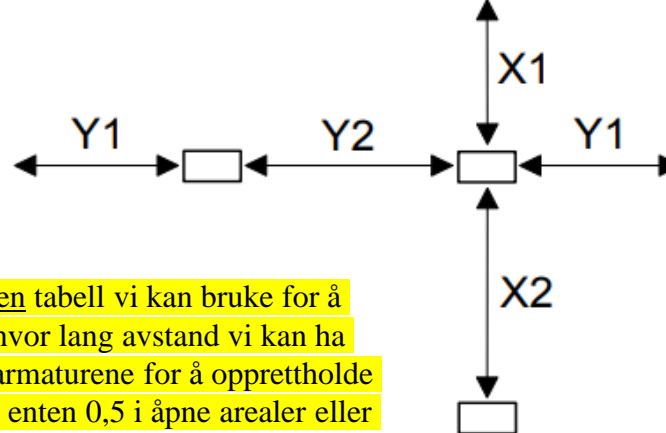 X1
Y1 Y2 Y1
X2
en tabell vi kan bruke for å
hvor lang avstand vi kan ha
armaturene for å opprettholde
enten 0,5 i åpne arealer eller